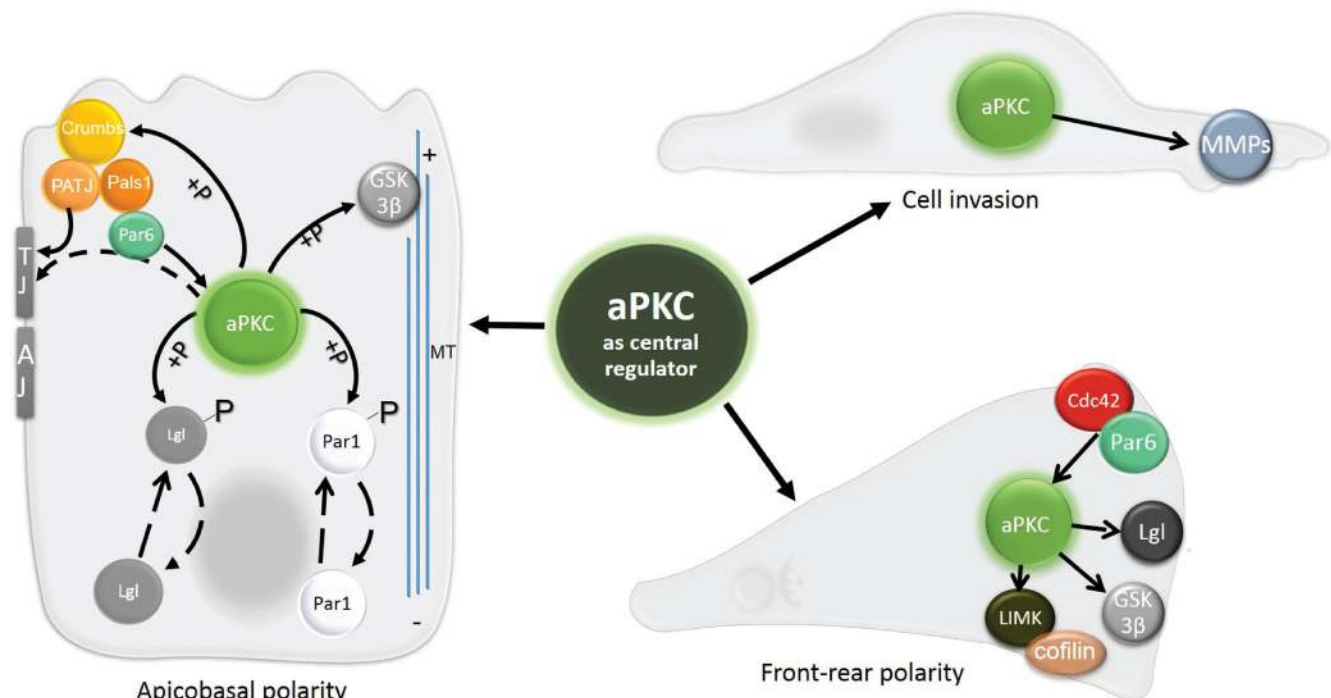 Crumbs
PATJ
Pals1
Par6
+P
+P
GSK
3β
+
T
J
A
J
aPKC
+P
+P
MT
Lgl
P
Par1
P
Lgl
Par1
-
Apicobasal polarity
aPKC
as central
regulator
aPKC
MMPs
Cell invasion
Cdc42
Par6
aPKC
Lgl
LIMK
GSK
3β
cofilin
Front-rear polarity